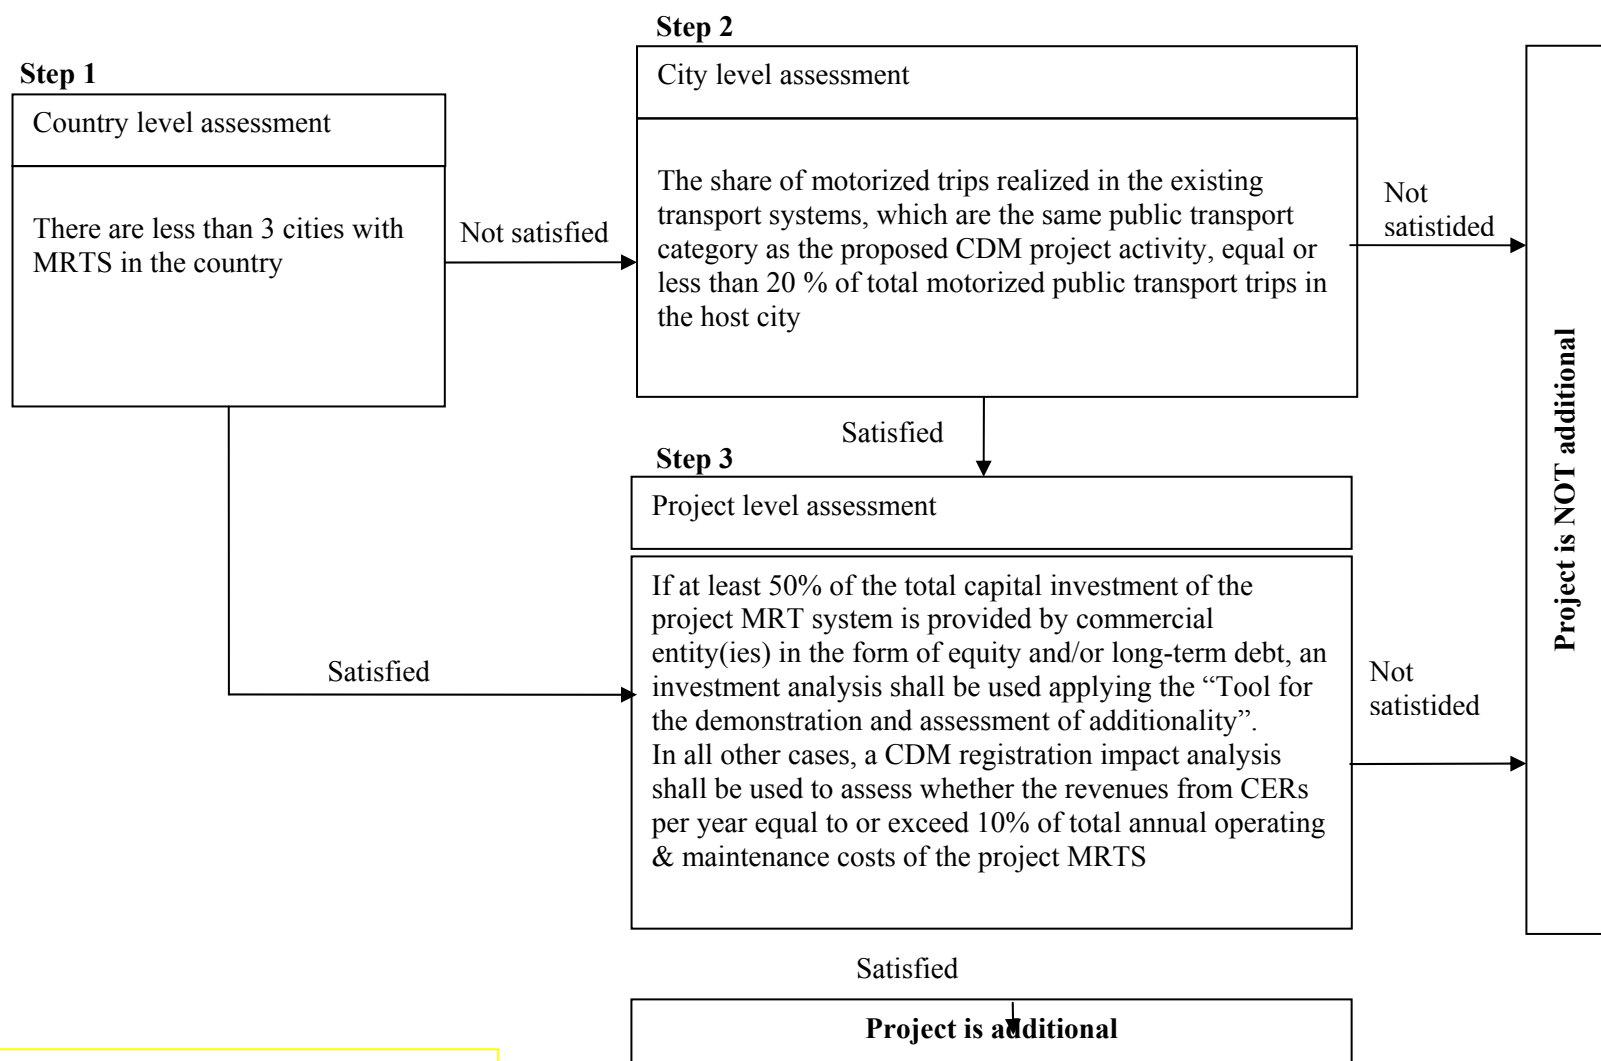 Step 1
Country level assessment
There are less than 3 cities with
MRTS in the country
Not satisfied
Step 2
City level assessment
The share of motorized trips realized in the existing
transport systems, which are the same public transport
category as the proposed CDM project activity, equal or
less than 20 % of total motorized public transport trips in
the host city
Not
satistided
Satisfied
Step 3
Project level assessment
If at least 50% of the total capital investment of the
project MRT system is provided by commercial
entity(ies) in the form of equity and/or long-term debt, an
investment analysis shall be used applying the “Tool for
the demonstration and assessment of additionality”.
In all other cases, a CDM registration impact analysis
shall be used to assess whether the revenues from CERs
per year equal to or exceed 10% of total annual operating
& maintenance costs of the project MRTS
Satisfied
Not
satistided
Project is NOT additional
Satisfied
Project is additional